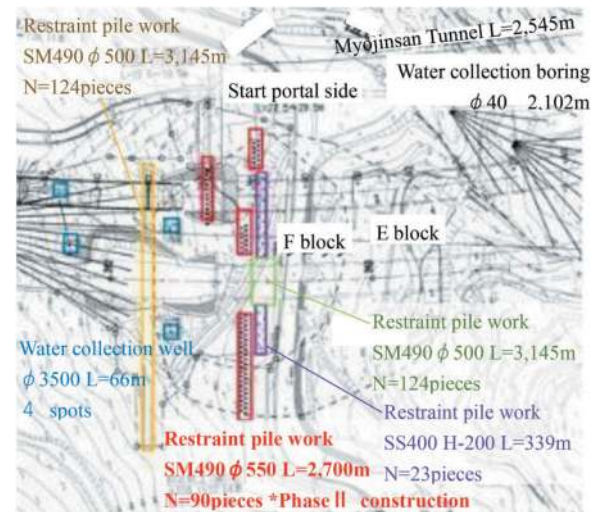 Restraint pile work
SM490 φ 500 L=3,145m
N=124pieces
Myojinsan Tunnel L=2,545m
Water collection boring
φ 40 2.102m
Start portal side
F block
E block
Water collection well
φ 3500 L=66m
4 spots
Restraint pile work
SM490 φ 500 L=3,145m
N=124pieces
Restraint pile work
SS400 H-200 L=339m
N=23pieces
Restraint pile work
SM490 φ 550 L=2,700m
N=90pieces *Phase Ⅱ construction